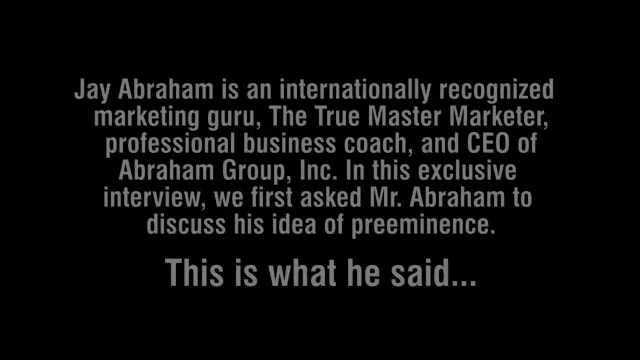 Jay Abraham is an internationally recognized
marketing guru, The True Master Marketer,
professional business coach, and CEO of
Abraham Group, Inc. In this exclusive
interview, we first asked Mr. Abraham to
discuss his idea of preeminence.
This is what he said...